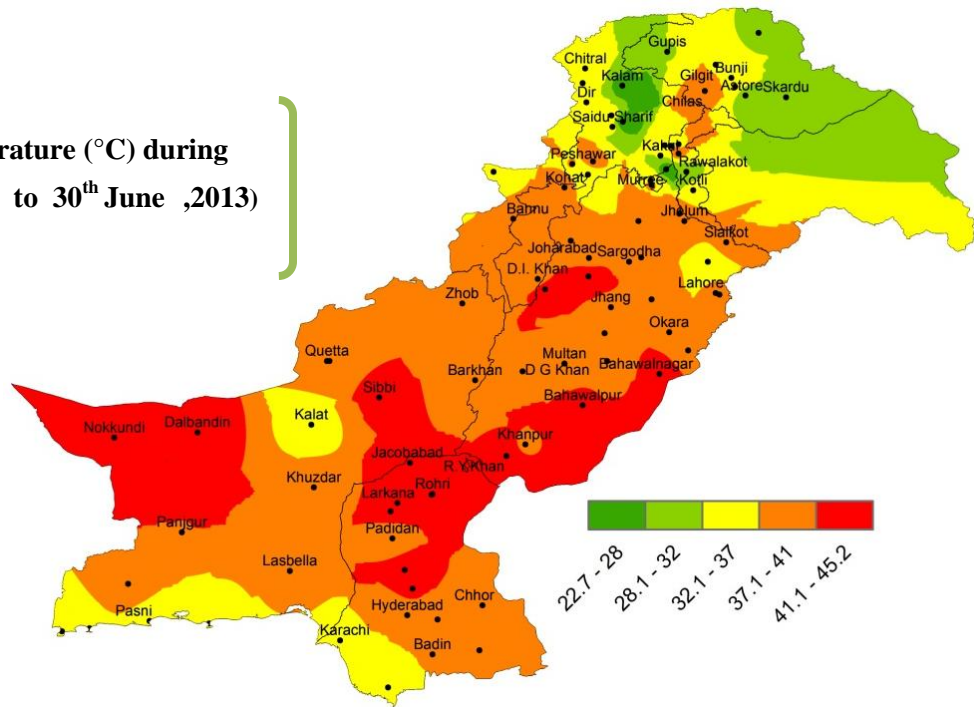 rature (°C) during
to 30th June ,2013)
Gupis
Chitral
Bunji
Kalam
Gilgit
Dir
Astore
Skardu
Chilas
Saidu Sharif
Peshawar
Rawalakot
Kohat
Murree
Kotli
Bannu
Jhelum
Sialkot
Joharabad
Sargodha
D.I. Khan
Lahore
Zhob
Jhang
Okara
Quetta
Multan
Bahawalnagar
Barkhan
D G Khan
Sibbi
Bahawalpur
Kalat
Nokkundi
Dalbandin
Khanpur
Jacobabad
R.Y.Khan
Khuzdar
Rohri
Larkana
Panjgur
Padidan
Lasbella
Hyderabad
Chhor
Pasni
Karachi
Badin
22.7 - 28
28.1 - 32
32.1 - 37
37.1 - 41
41.1 - 45.2